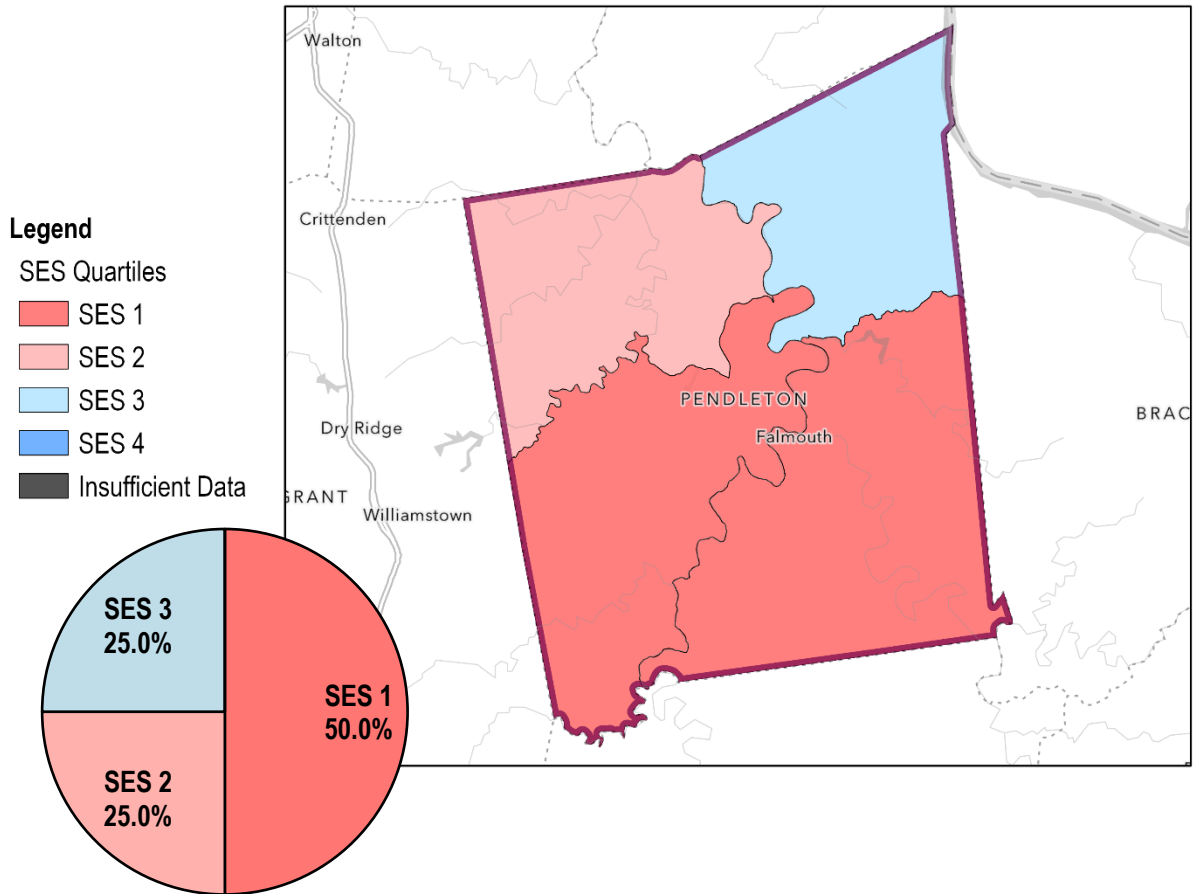 Walton
Crittenden
Legend
SES Quartiles
SES 1
SES 2
SES 3
SES 4
Insufficient Data
PENDLETON
BRAC
Dry Ridge
Falmouth
GRANT
Williamstown
SES 3
25.0%
SES 1
50.0%
SES 2
25.0%